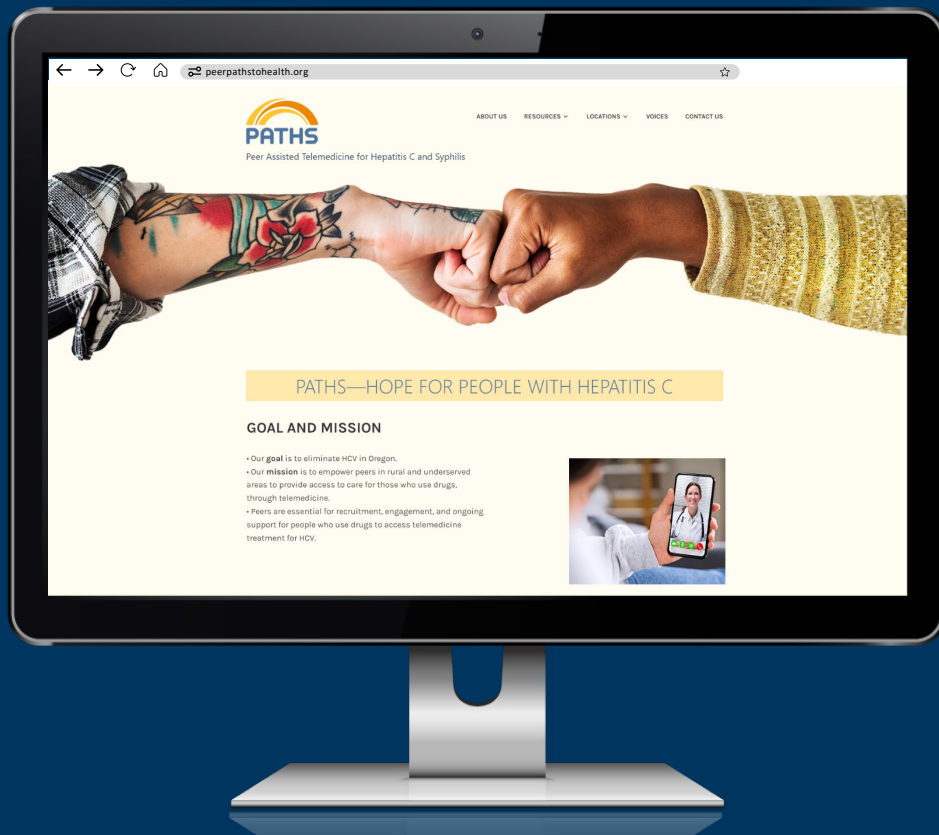 peerpathstohealth.org
PATHS
ABOUT US RESOURCES LOCATIONS VOICES CONTACT US
Peer Assisted Telemedicine for Hepatitis C and Syphilis
PATHS—HOPE FOR PEOPLE WITH HEPATITIS C
GOAL AND MISSION
• Our goal is to eliminate HCV in Oregon.
• Our mission is to empower peers in rural and underserved
areas to provide access to care for those who use drugs,
through telemedicine.
• Peers are essential for recruitment, engagement, and ongoing
support for people who use drugs to access telemedicine
treatment for HCV.